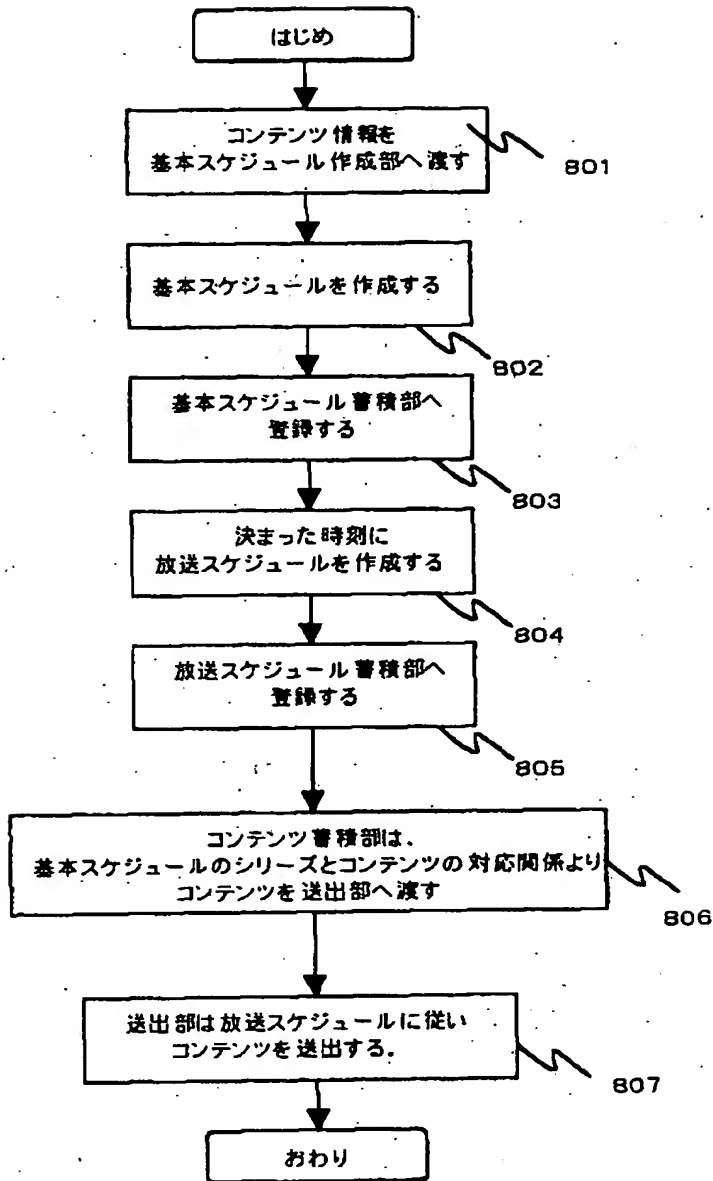 はじめ
コンテンツ情報を
基本スケジュール作成部へ渡す
801
基本スケジュールを作成する
802
基本スケジュール蓄積部へ
登録する
803
決まった時刻に
放送スケジュールを作成する
804
放送スケジュール蓄積部へ
登録する
805
コンテンツ蓄積部は、
基本スケジュールのシリーズとコンテンツの対応関係より
コンテンツを送出部へ渡す
806
送出部は放送スケジュールに従い
コンテンツを送出する。
807
おわり